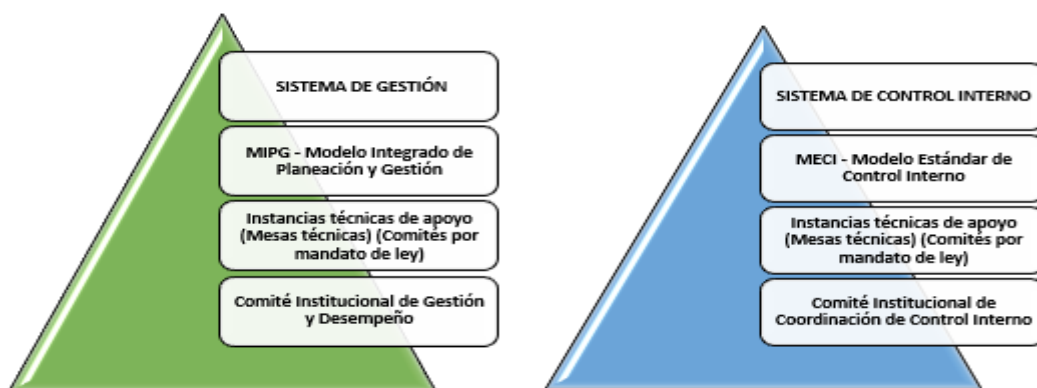 SISTEMA DE GESTIÓN
MIPG - Modelo Integrado de
Planeación y Gestión
Instancias técnicas de apoyo
(Mesas técnicas) (Comités por
mandato de ley)
Comité Institucional de Gestión
y Desempeño
SISTEMA DE CONTROL INTERNO
MECI - Modelo Estándar de
Control Interno
Instancias técnicas de apoyo
(Mesas técnicas) (Comités por
mandato de ley)
Comité Institucional de
Coordinación de Control Interno